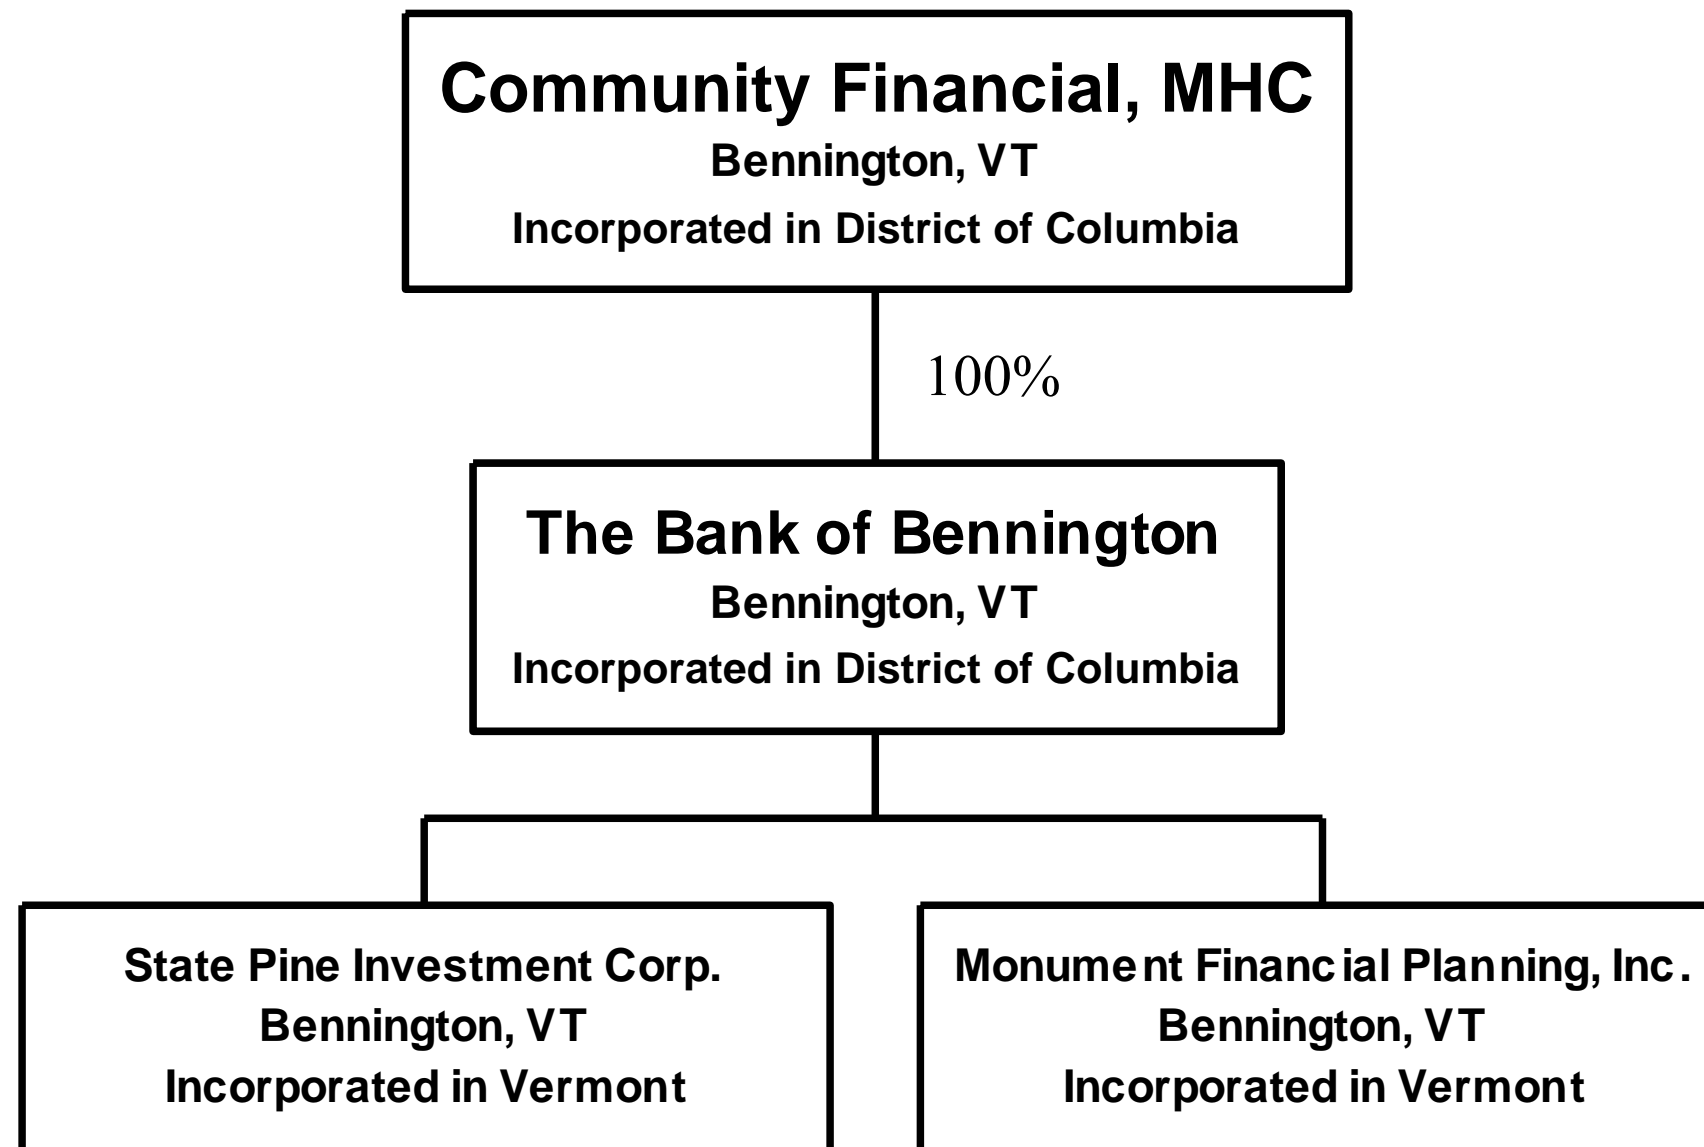 Community Financial, MHC
Bennington, VT
Incorporated in District of Columbia
100%
The Bank of Bennington
Bennington, VT
Incorporated in District of Columbia
State Pine Investment Corp.
Bennington, VT
Incorporated in Vermont
Monument Financial Planning, Inc.
Bennington, VT
Incorporated in Vermont